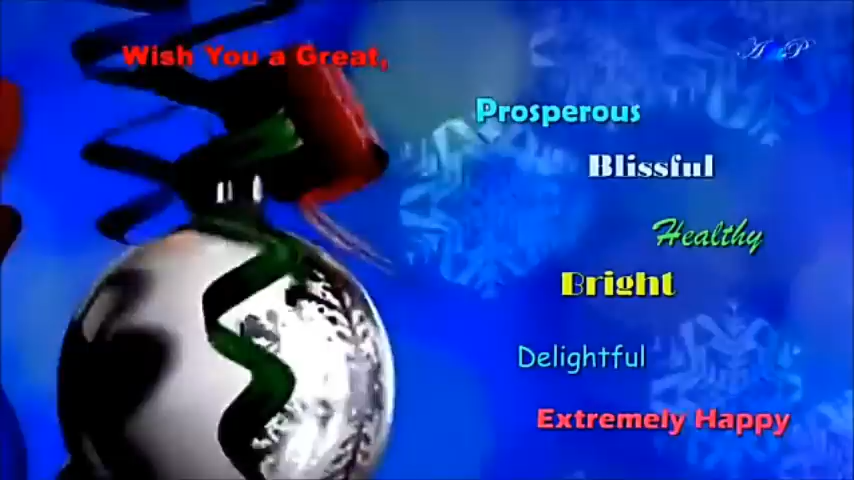 Wish You a Great,
Prosperous
Blissful
Healthy
Bright
Delightful
Extremely Happy